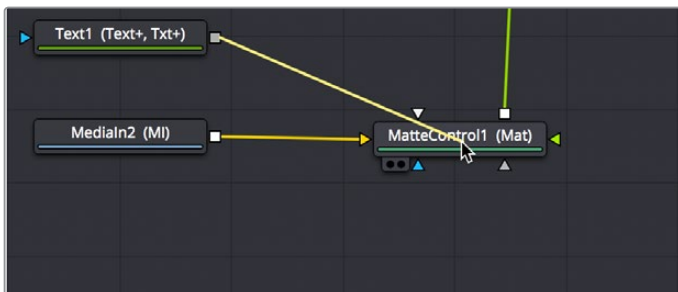 Text1 (Text+, Txt+)
MediaIn2 (MI)
MatteControl1 (Mat)